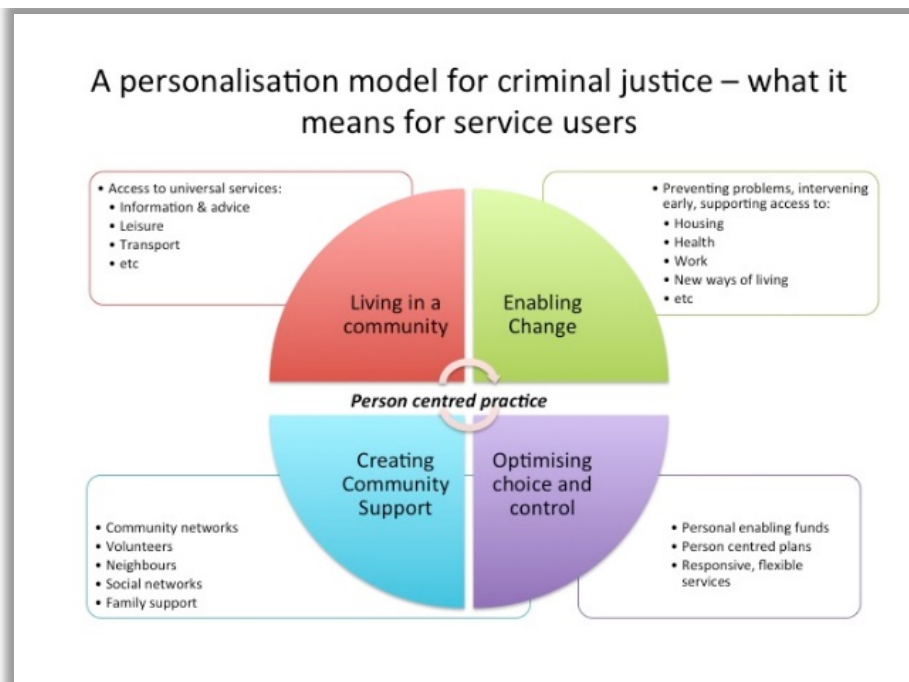 A personalisation model for criminal justice – what it
means for service users
• Access to universal services:
• Information & advice
• Leisure
• Transport
• etc
• Preventing problems, intervening
early, supporting access to:
• Housing
• Health
• Work
• New ways of living
• etc
Living in a
community
Enabling
Change
Person centred practice
Creating
Community
Support
Optimising
choice and
control
• Community networks
• Volunteers
• Neighbours
• Social networks
• Family support
• Personal enabling funds
• Person centred plans
• Responsive, flexible
services